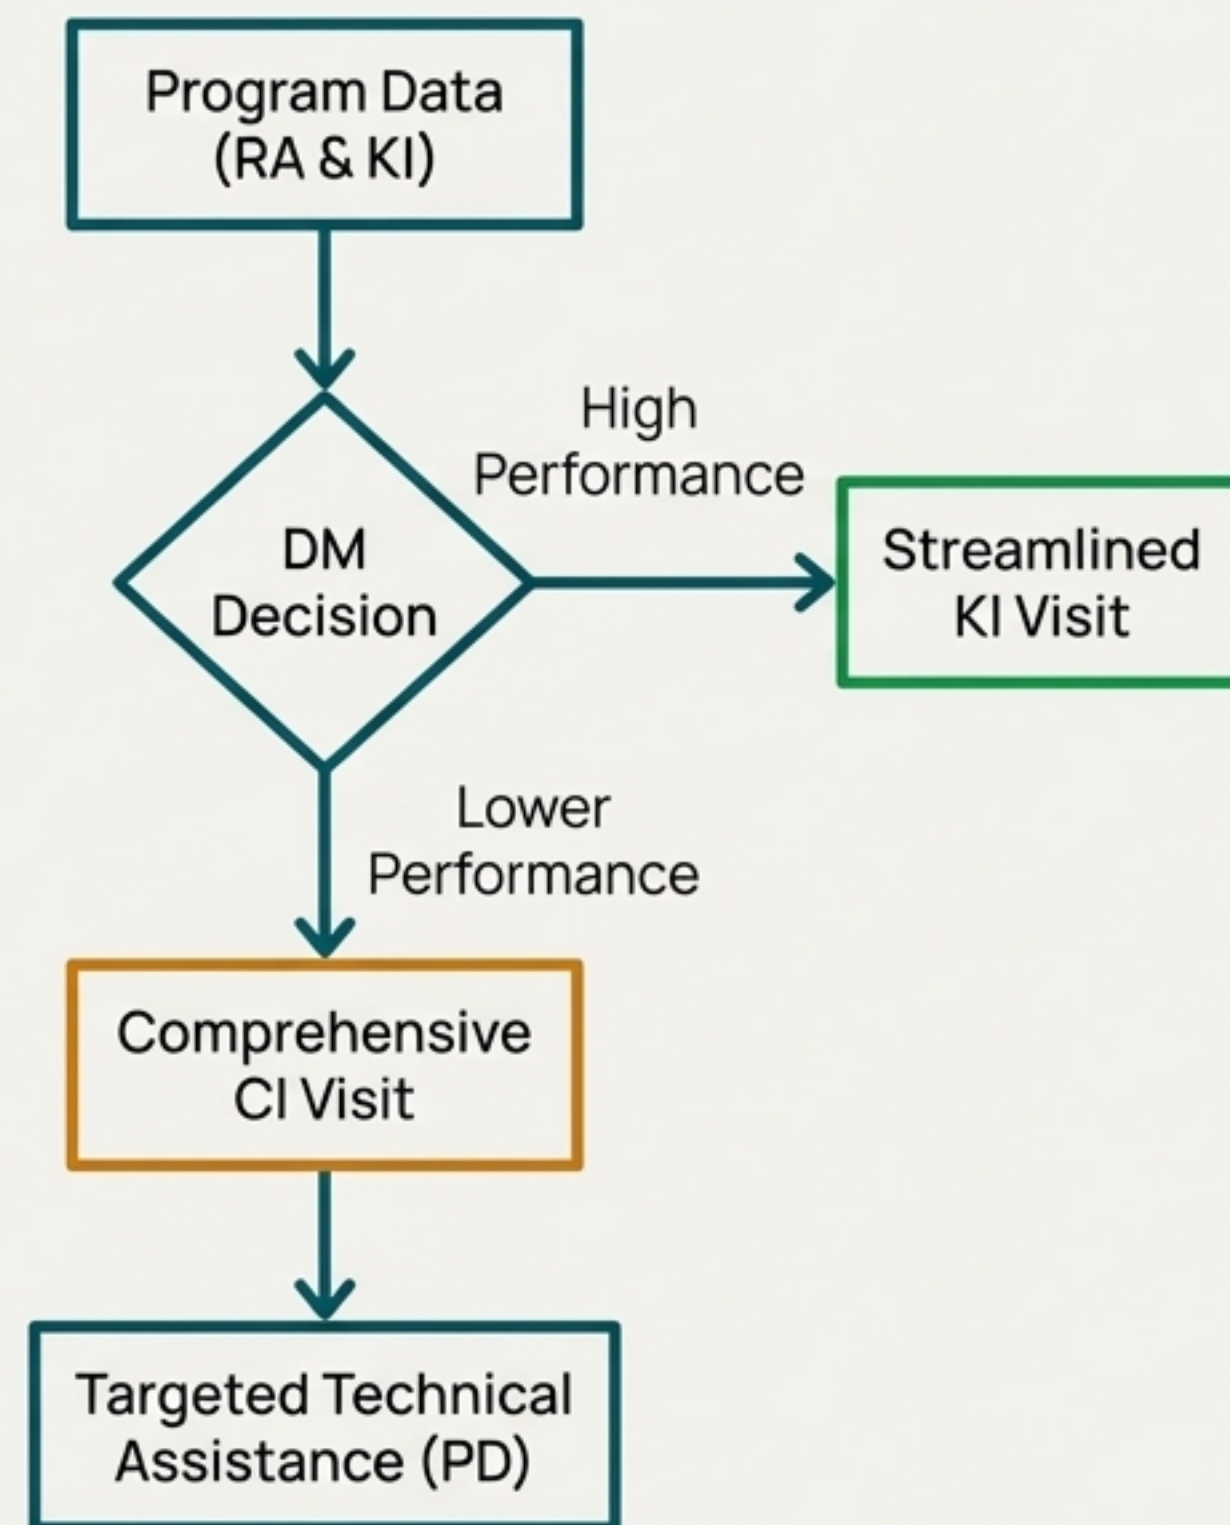 Program Data
(RA & KI)
High
Performance
DM
Decision
Streamlined
KI Visit
Lower
Performance
Comprehensive
CI Visit
Targeted Technical
Assistance (PD)